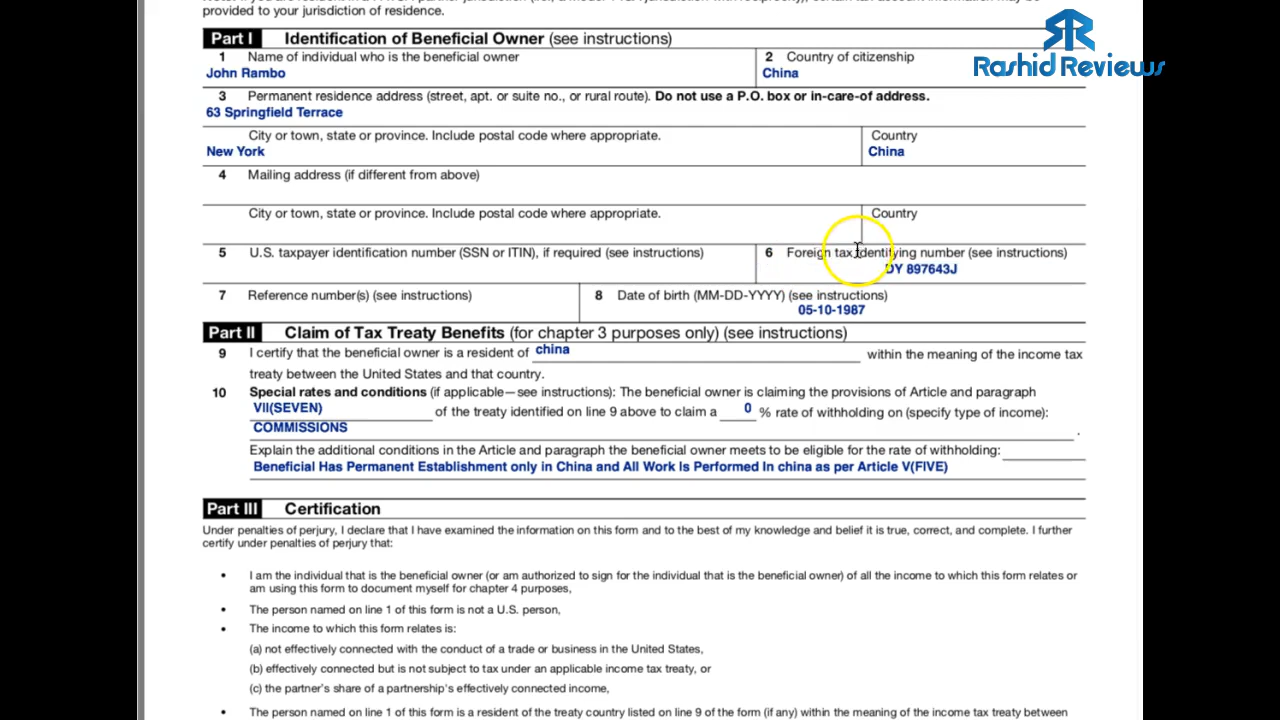 provided to your jurisdiction of residence.
Rashid Reviews
Part I Identification of Beneficial Owner (see instructions)
1 Name of individual who is the beneficial owner 2 Country of citizenship
John Rambo China
3 Permanent residence address (street, apt. or suite no., or rural route). Do not use a P.O. box or in-care-of address.
63 Springfield Terrace
City or town, state or province. Include postal code where appropriate. Country
New York China
4 Mailing address (if different from above)
City or town, state or province. Include postal code where appropriate. Country
5 U.S. taxpayer identification number (SSN or ITIN), if required (see instructions) 6 Foreign tax identifying number (see instructions)
DY 897643J
7 Reference number(s) (see instructions) 8 Date of birth (MM-DD-YYYY) (see instructions)
05-10-1987
Part II Claim of Tax Treaty Benefits (for chapter 3 purposes only) (see instructions)
9 I certify that the beneficial owner is a resident of china within the meaning of the income tax
treaty between the United States and that country.
10 Special rates and conditions (if applicable—see instructions): The beneficial owner is claiming the provisions of Article and paragraph
VII(SEVEN) of the treaty identified on line 9 above to claim a 0 % rate of withholding on (specify type of income):
COMMISSIONS .
Explain the additional conditions in the Article and paragraph the beneficial owner meets to be eligible for the rate of withholding:
Beneficial Has Permanent Establishment only in China and All Work Is Performed In china as per Article V(FIVE)
Part III Certification
Under penalties of perjury, I declare that I have examined the information on this form and to the best of my knowledge and belief it is true, correct, and complete. I further
certify under penalties of perjury that:
• I am the individual that is the beneficial owner (or am authorized to sign for the individual that is the beneficial owner) of all the income to which this form relates or
am using this form to document myself for chapter 4 purposes,
• The person named on line 1 of this form is not a U.S. person,
• The income to which this form relates is:
(a) not effectively connected with the conduct of a trade or business in the United States,
(b) effectively connected but is not subject to tax under an applicable income tax treaty, or
(c) the partner's share of a partnership's effectively connected income,
• The person named on line 1 of this form is a resident of the treaty country listed on line 9 of the form (if any) within the meaning of the income tax treaty between